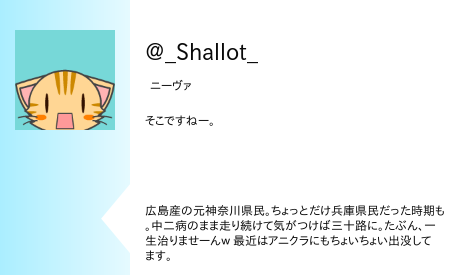 @_Shallot_
ニーヴァ
そこですねー。
広島産の元神奈川県民。ちょっとだけ兵庫県民だった時期も
。中二病のまま走り続けて気がつけば三十路に。たぶん、一
生治りませーんw 最近はアニクラにもちょいちょい出没して
ます。